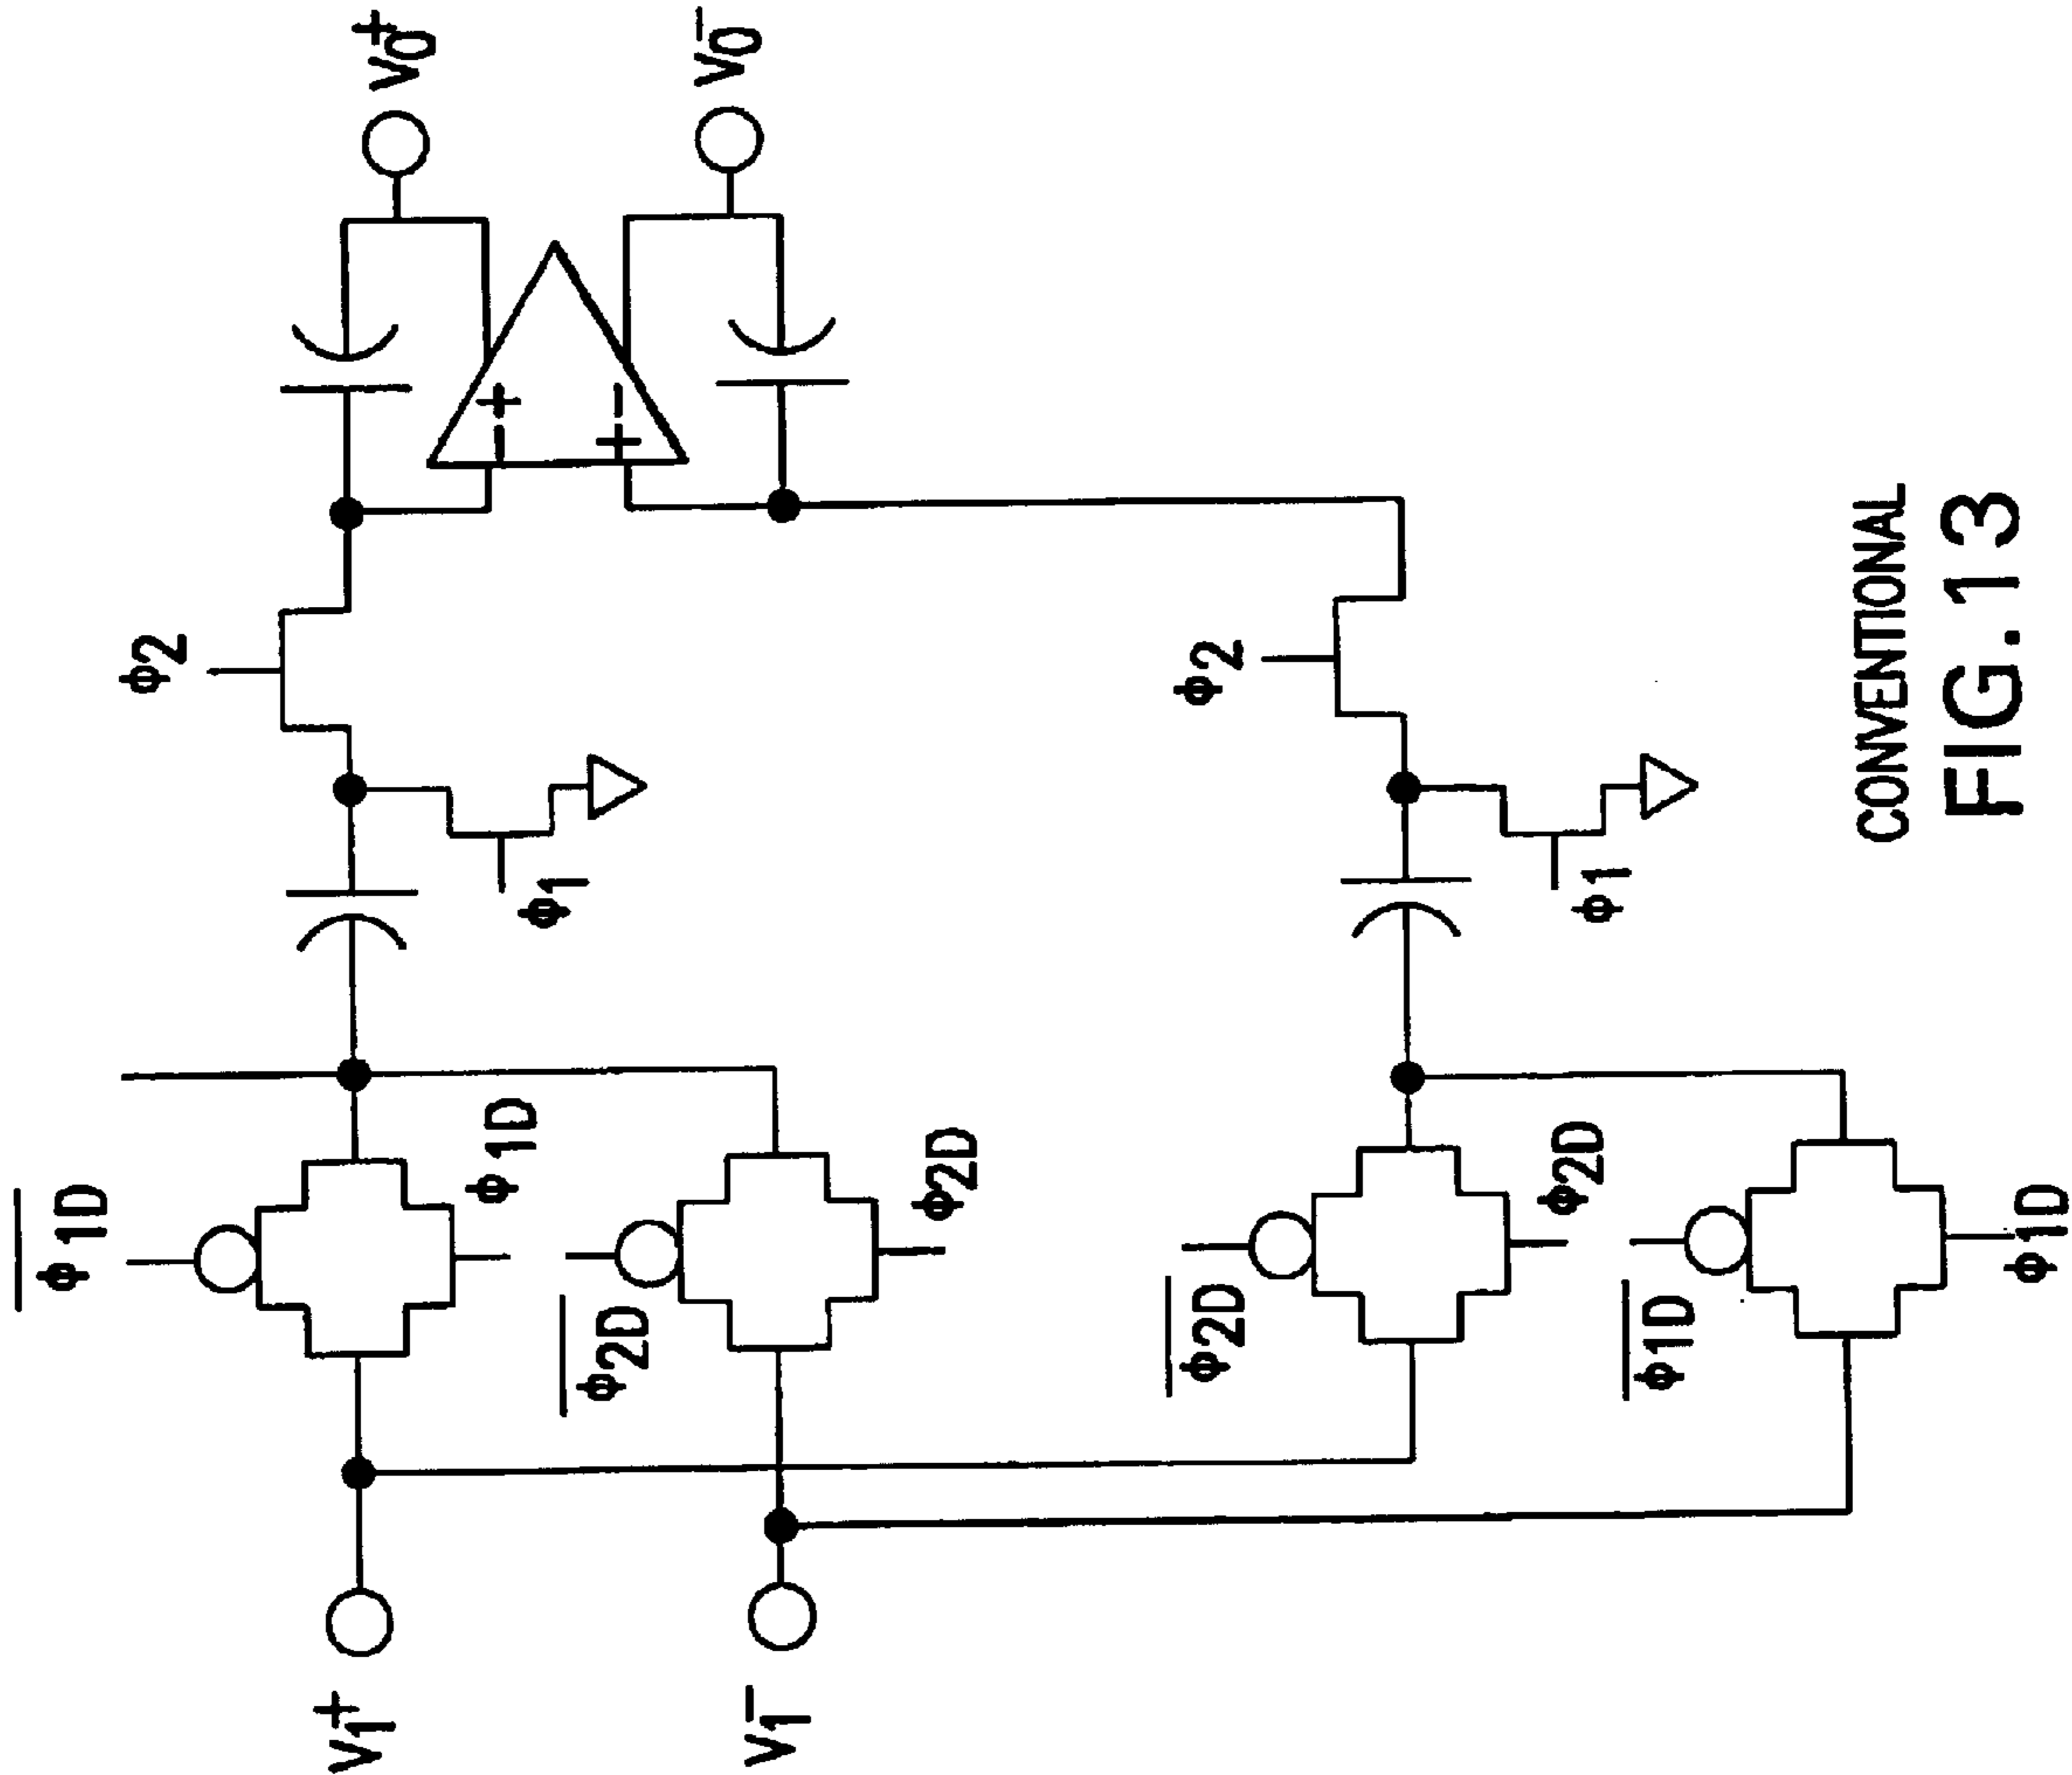 V1+
V1-
φ1D
φ1D
φ2D
φ2D
φ2D
φ2D
φ1D
φ1D
φ1
φ2
φ1
φ2
- +
+ -
V0+
V0-
CONVENTIONAL
FIG. 13